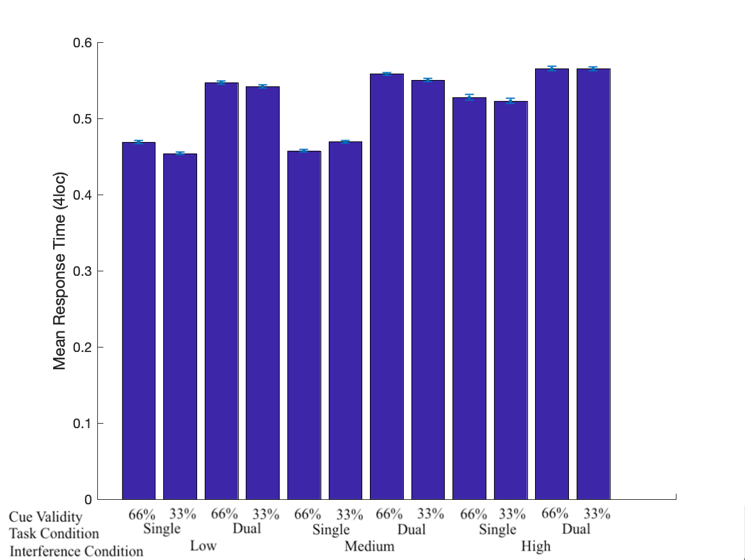 0.6
0.5
0.4
0.3
0.2
0.1
0
Mean Response Time (4loc)
Cue Validity 66% 33% 66% 33% 66% 33% 66% 33% 66% 33% 66% 33%
Task Condition Single Dual Single Dual Single Dual
Interference Condition Low Medium High